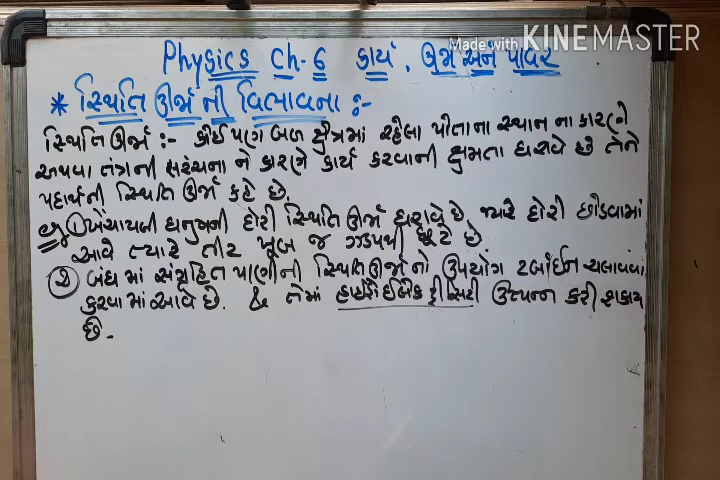 Made with KINEMASTER
Physics Ch-6 કાર્ય, ઊર્જા અને પાવર
* સ્થિતિ ઊર્જા ની વિભાવના :-
સ્થિતિ ઊર્જા :- કોઈ પણ બળ ક્ષેત્રમાં રહેલા પોતાના સ્થાન ના કારણે
અથવા તંત્રની સંરચના ને કારણે કાર્ય કરવાની ક્ષમતા ધરાવે છે તેને
પદાર્થની સ્થિતિ ઊર્જા કહે છે.
① ખેંચાયેલી ધનુષની દોરી સ્થિતિ ઊર્જા ધરાવે છે જ્યારે દોરી છોડવામાં
આવે ત્યારે તીર ખૂબ જ ઝડપથી છૂટે છે
② બંધ માં સંગ્રહિત પાણીની સ્થિતિ ઊર્જા નો ઉપયોગ ટર્બાઈન ચલાવવા
કરવા માં આવે છે. & તેમાં હાઈડ્રોઈલેક્ટ્રીસિટી ઉત્પન્ન કરી શકાય
છે.